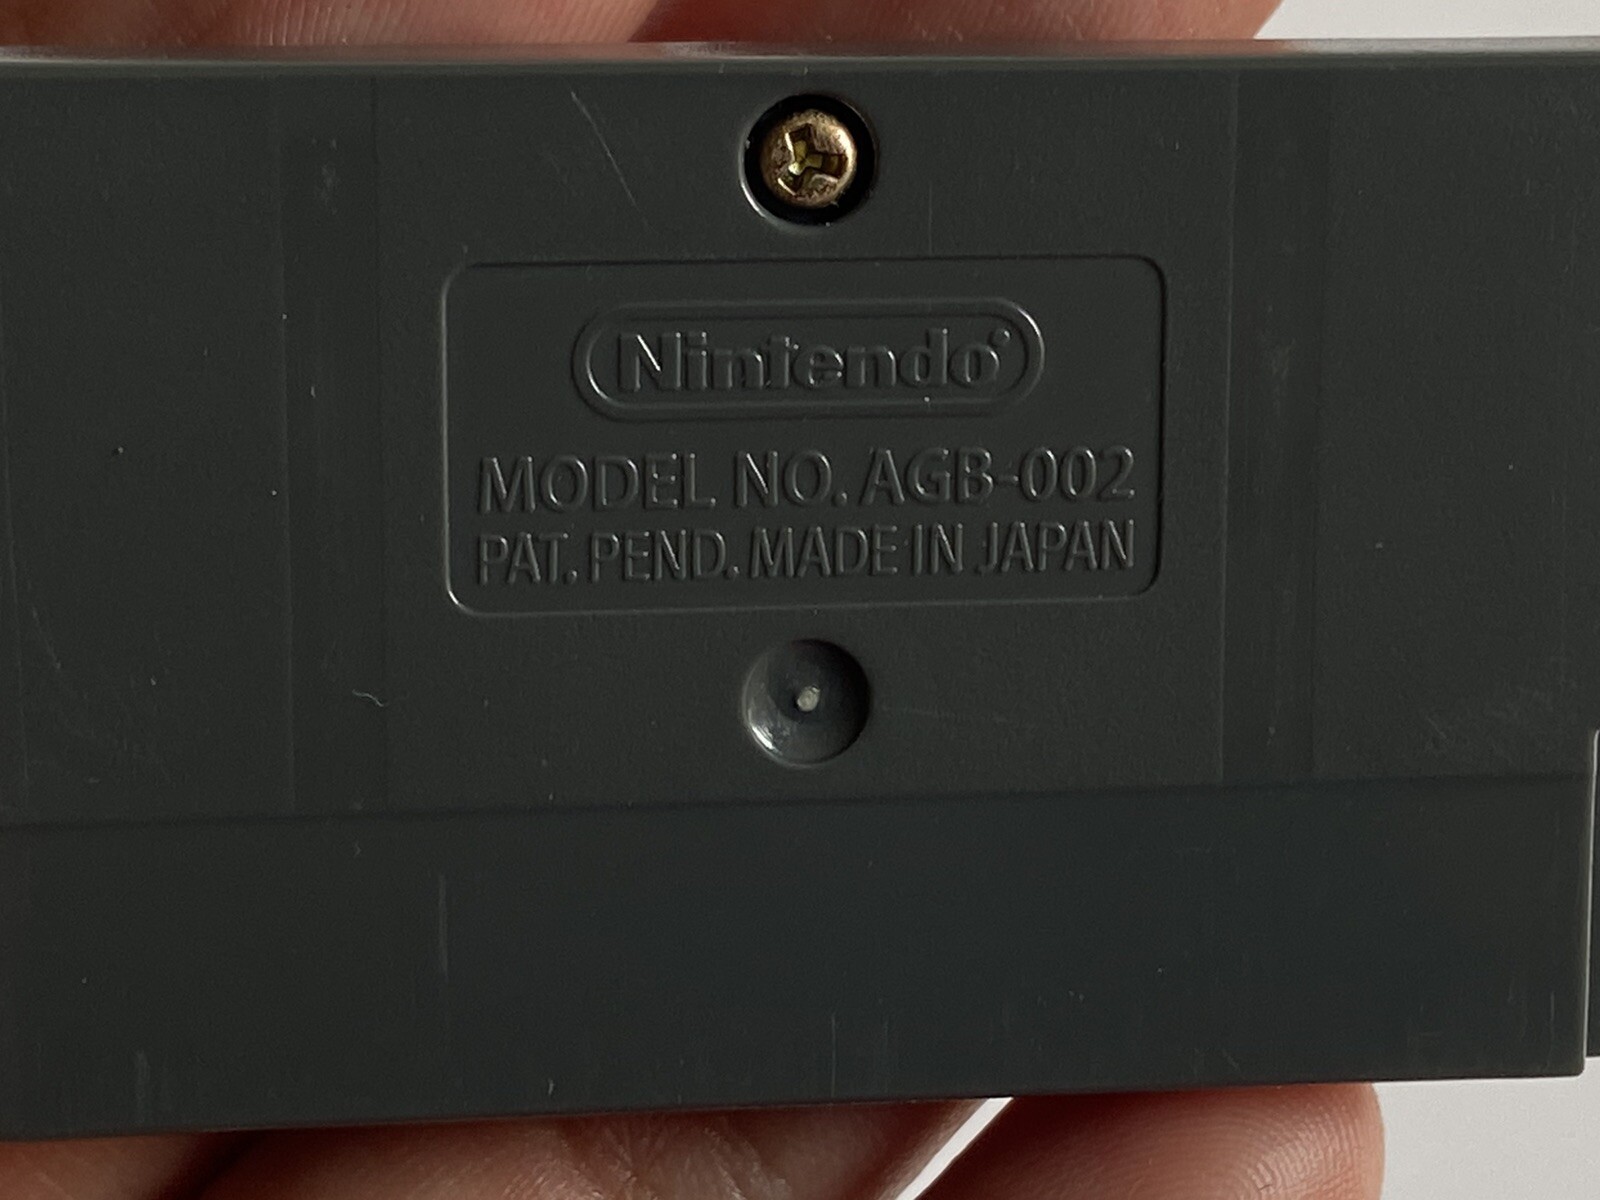 Nintendo®
MODEL NO. AGB-002
PAT. PEND. MADE IN JAPAN